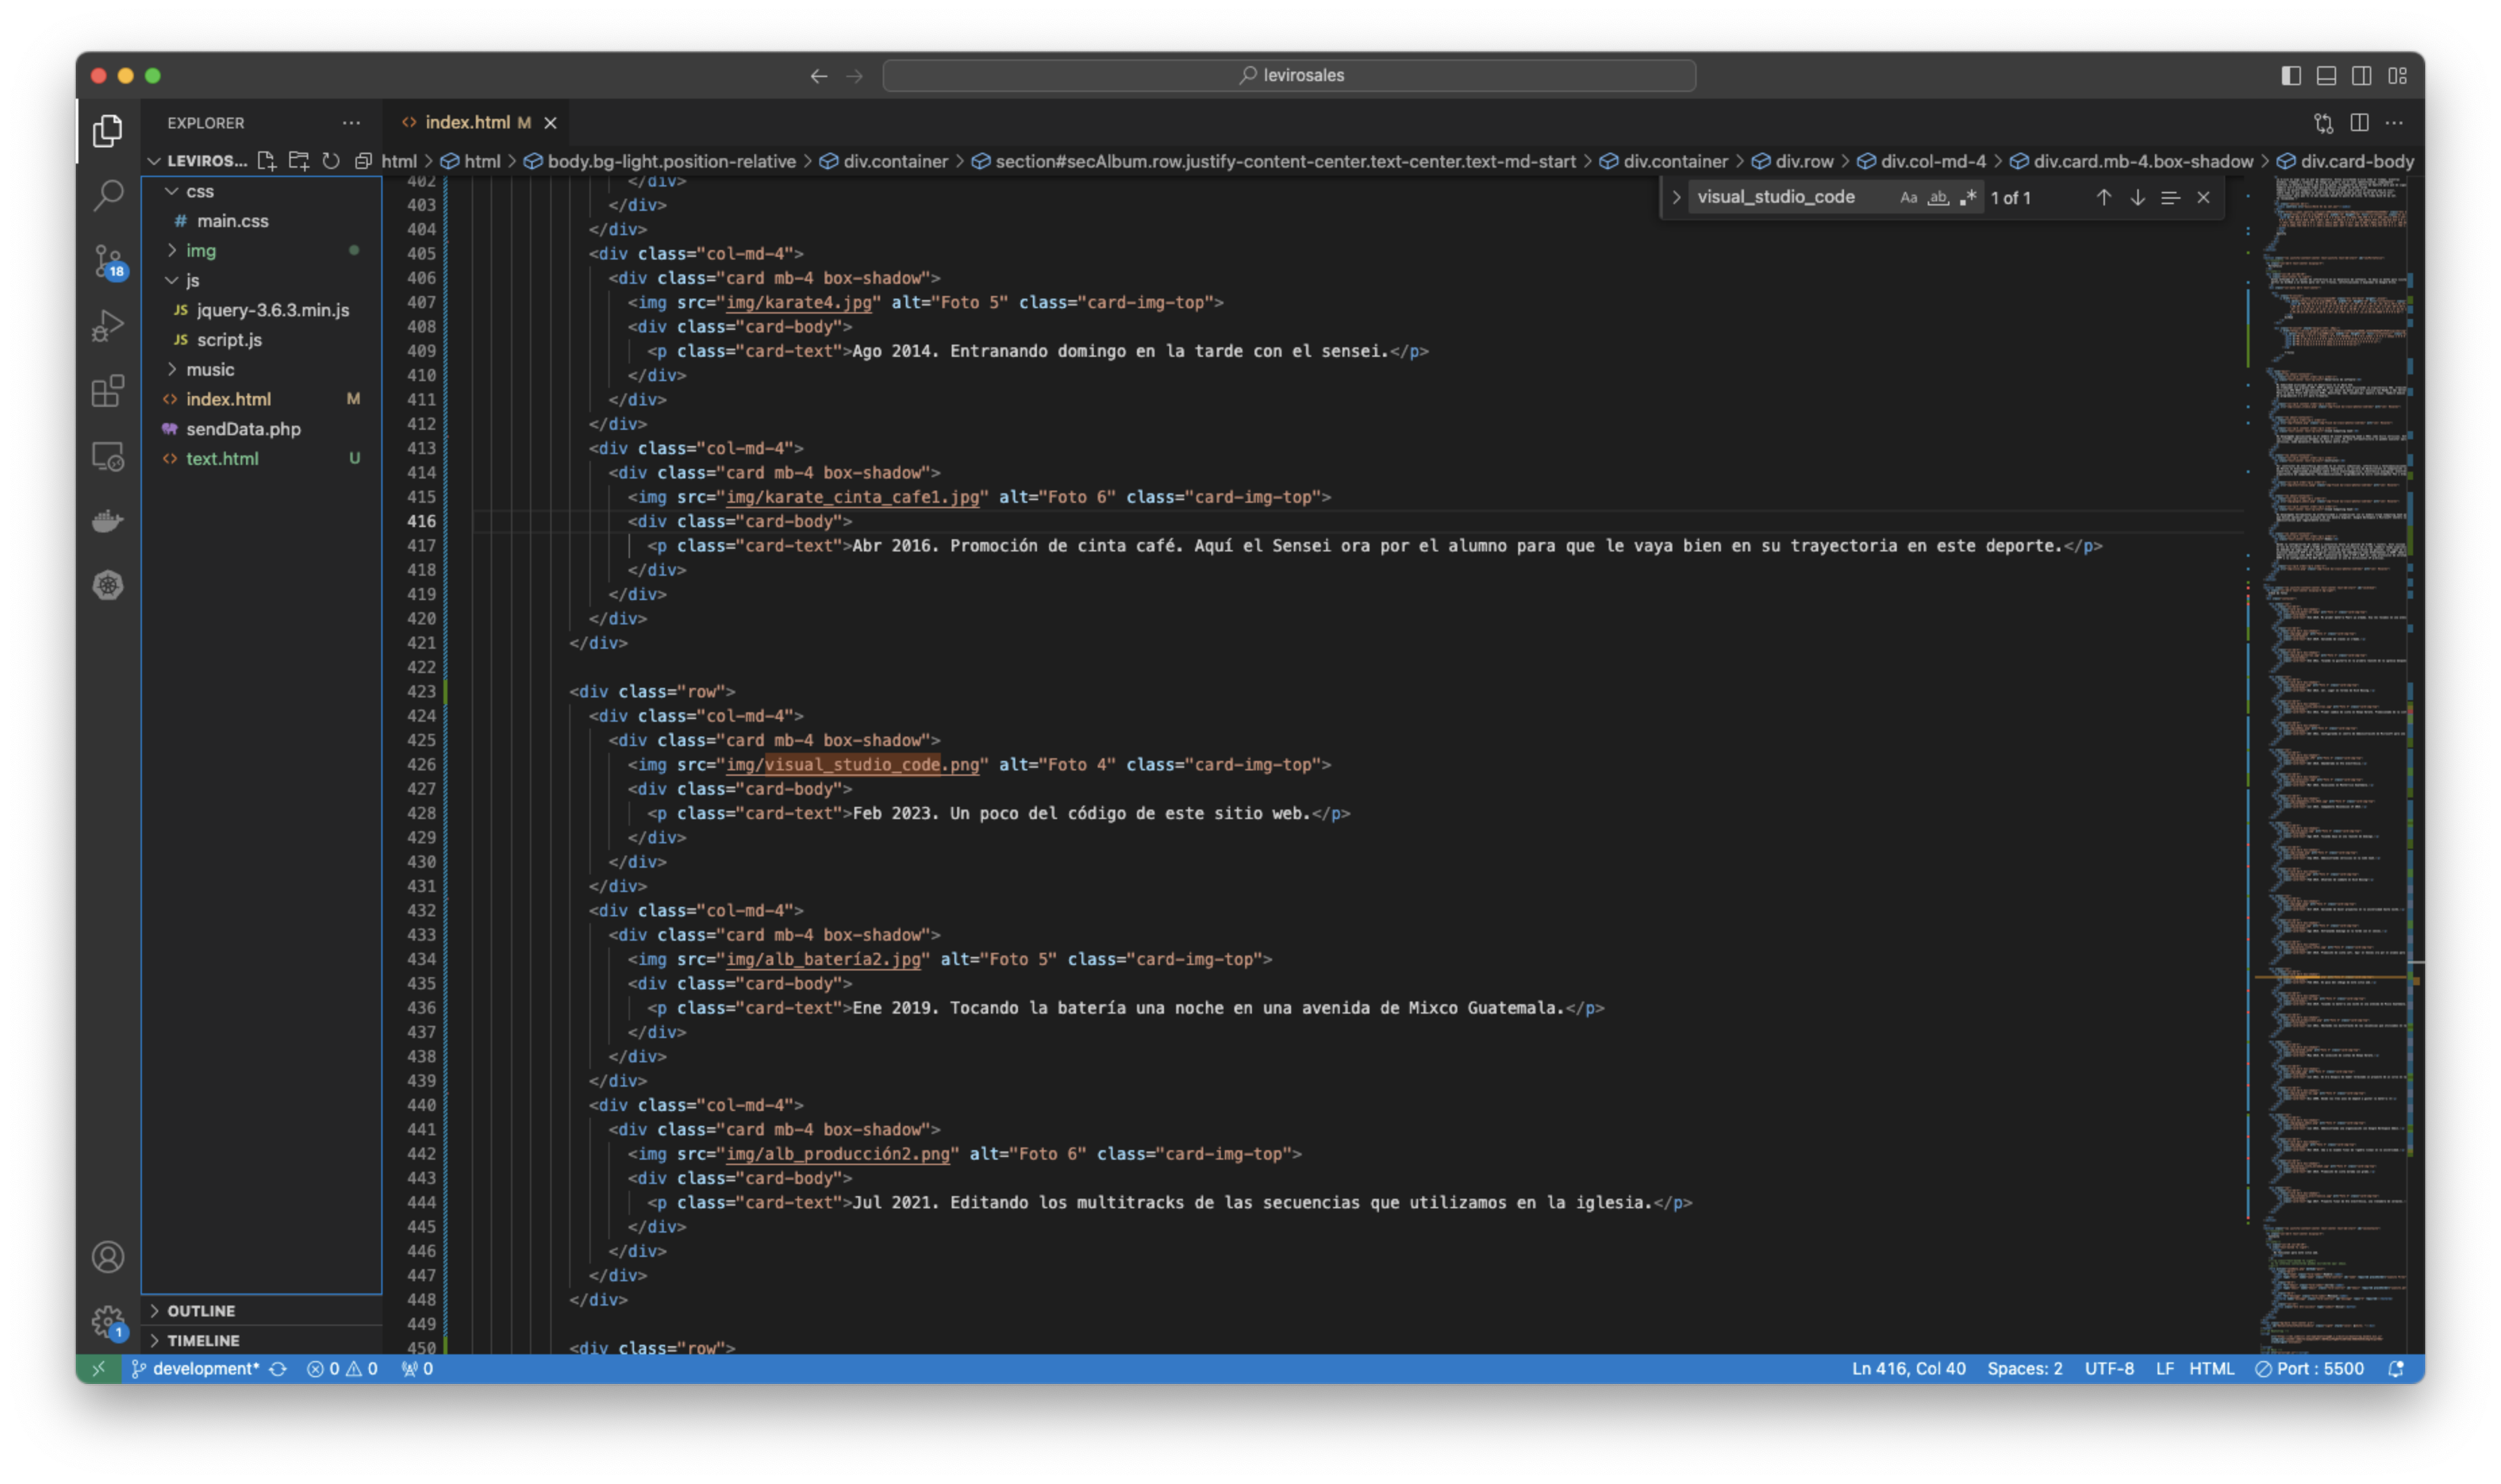 levirosales
EXPLORER
index.html M
LEVIROS...
html > html > body.bg-light.position-relative > div.container > section#secAlbum.row.justify-content-center.text-center.text-md-start > div.container > div.row > div.col-md-4 > div.card.mb-4.box-shadow > div.card-body
visual_studio_code Aa ab 1 of 1
css
main.css
img
js
JS jquery-3.6.3.min.js
JS script.js
music
index.html M
sendData.php
text.html U
18
OUTLINE
TIMELINE
1
402 </div>
403 </div>
404 </div>
405 <div class="col-md-4">
406 <div class="card mb-4 box-shadow">
407 <img src="img/karate4.jpg" alt="Foto 5" class="card-img-top">
408 <div class="card-body">
409 <p class="card-text">Ago 2014. Entranando domingo en la tarde con el sensei.</p>
410 </div>
411 </div>
412 </div>
413 <div class="col-md-4">
414 <div class="card mb-4 box-shadow">
415 <img src="img/karate_cinta_cafe1.jpg" alt="Foto 6" class="card-img-top">
416 <div class="card-body">
417 <p class="card-text">Abr 2016. Promoción de cinta café. Aquí el Sensei ora por el alumno para que le vaya bien en su trayectoria en este deporte.</p>
418 </div>
419 </div>
420 </div>
421 </div>
422
423 <div class="row">
424 <div class="col-md-4">
425 <div class="card mb-4 box-shadow">
426 <img src="img/visual_studio_code.png" alt="Foto 4" class="card-img-top">
427 <div class="card-body">
428 <p class="card-text">Feb 2023. Un poco del código de este sitio web.</p>
429 </div>
430 </div>
431 </div>
432 <div class="col-md-4">
433 <div class="card mb-4 box-shadow">
434 <img src="img/alb_batería2.jpg" alt="Foto 5" class="card-img-top">
435 <div class="card-body">
436 <p class="card-text">Ene 2019. Tocando la batería una noche en una avenida de Mixco Guatemala.</p>
437 </div>
438 </div>
439 </div>
440 <div class="col-md-4">
441 <div class="card mb-4 box-shadow">
442 <img src="img/alb_producción2.png" alt="Foto 6" class="card-img-top">
443 <div class="card-body">
444 <p class="card-text">Jul 2021. Editando los multitracks de las secuencias que utilizamos en la iglesia.</p>
445 </div>
446 </div>
447 </div>
448 </div>
449
450 <div class="row">
development* 0 0 0 Ln 416, Col 40 Spaces: 2 UTF-8 LF HTML Port : 5500